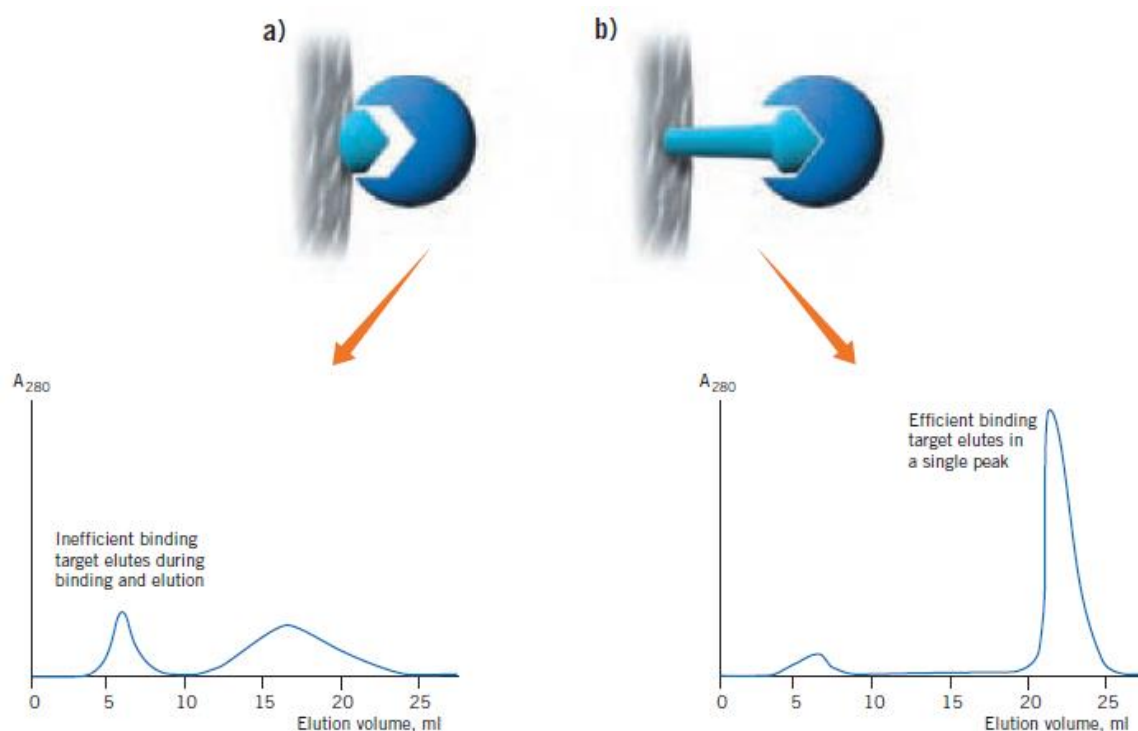 a)
b)
A280
Inefficient binding
target elutes during
binding and elution
0 5 10 15 20 25
Elution volume, ml
A280
Efficient binding
target elutes in
a single peak
0 5 10 15 20 25
Elution volume, ml